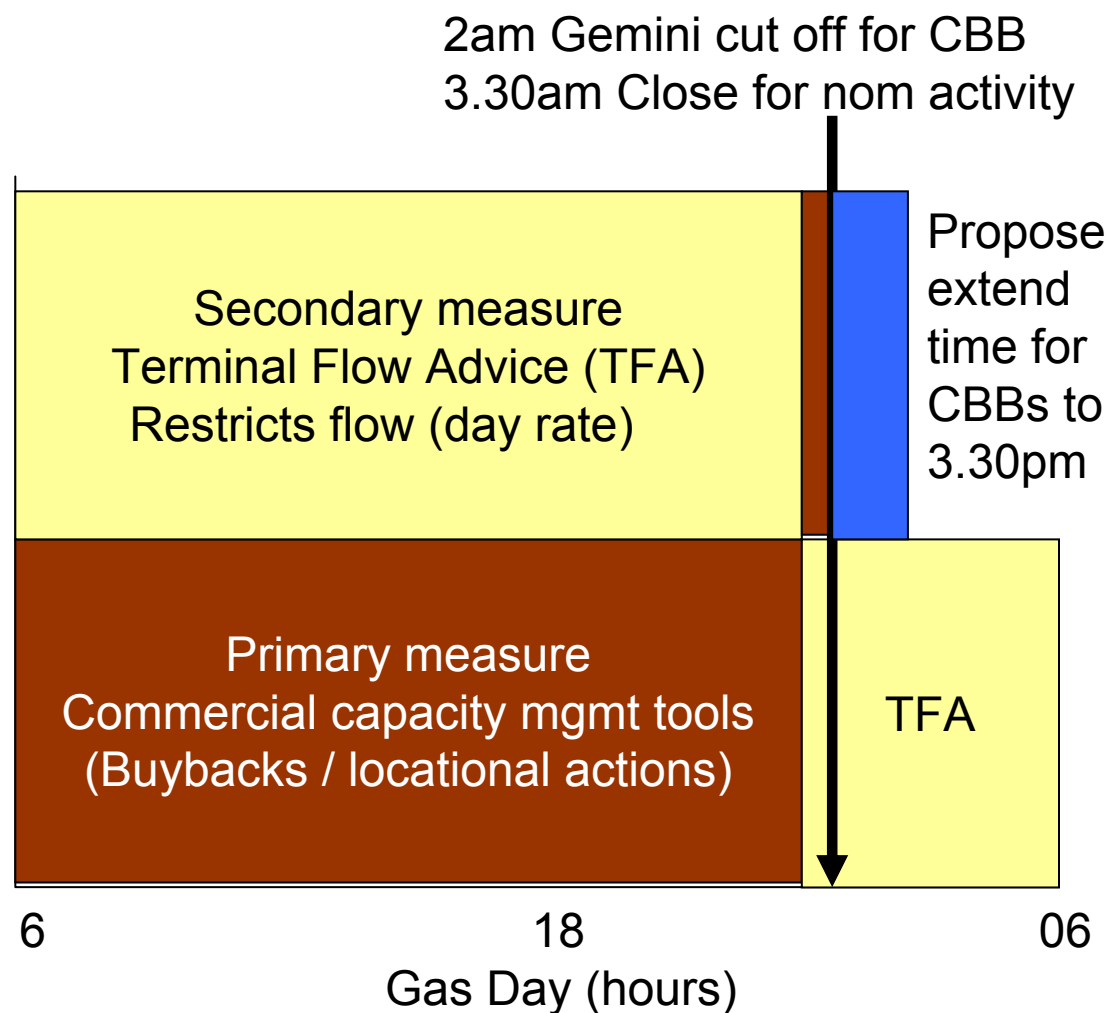 2am Gemini cut off for CBB
3.30am Close for nom activity
Secondary measure
Terminal Flow Advice (TFA)
Restricts flow (day rate)
Propose
extend
time for
CBBs to
3.30pm
Primary measure
Commercial capacity mgmt tools
(Buybacks / locational actions)
TFA
6
18
06
Gas Day (hours)